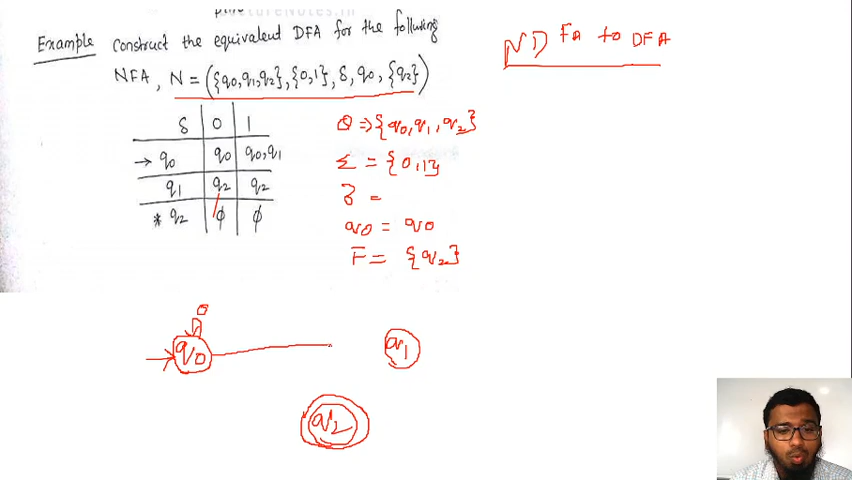 Example Construct the equivalent DFA for the following
NFA, N = ({q0,q1,q2},{0,1}, δ, q0, {q2})
δ 0 1
→ q0 q0 q0,q1
q1 q2 q2
* q2 ϕ ϕ
NDFA to DFA
Q => {q0, q1, q2}
Σ = {0,1}
δ =
q0 = q0
F = {q2}
0
q0
q1
q2